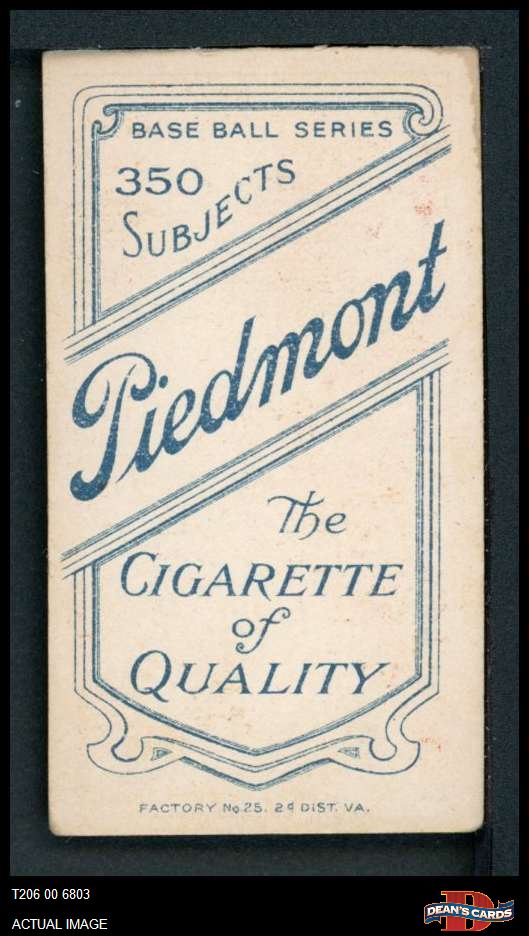 BASE BALL SERIES
350
SUBJECTS
Piedmont
The
CIGARETTE
of
QUALITY
FACTORY No 25. 2d DIST. VA.
T206 00 6803
ACTUAL IMAGE
D
DEAN'S CARDS